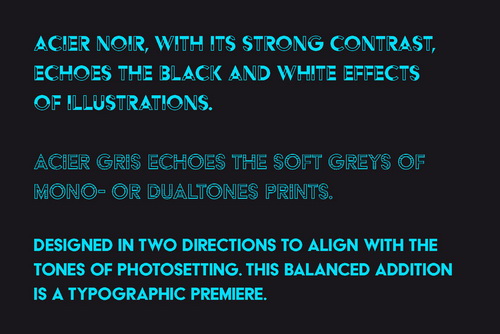 ACIER NOIR, WITH ITS STRONG CONTRAST,
ECHOES THE BLACK AND WHITE EFFECTS
OF ILLUSTRATIONS.
ACIER GRIS ECHOES THE SOFT GREYS OF
MONO- OR DUALTONES PRINTS.
DESIGNED IN TWO DIRECTIONS TO ALIGN WITH THE
TONES OF PHOTOSETTING. THIS BALANCED ADDITION
IS A TYPOGRAPHIC PREMIERE.